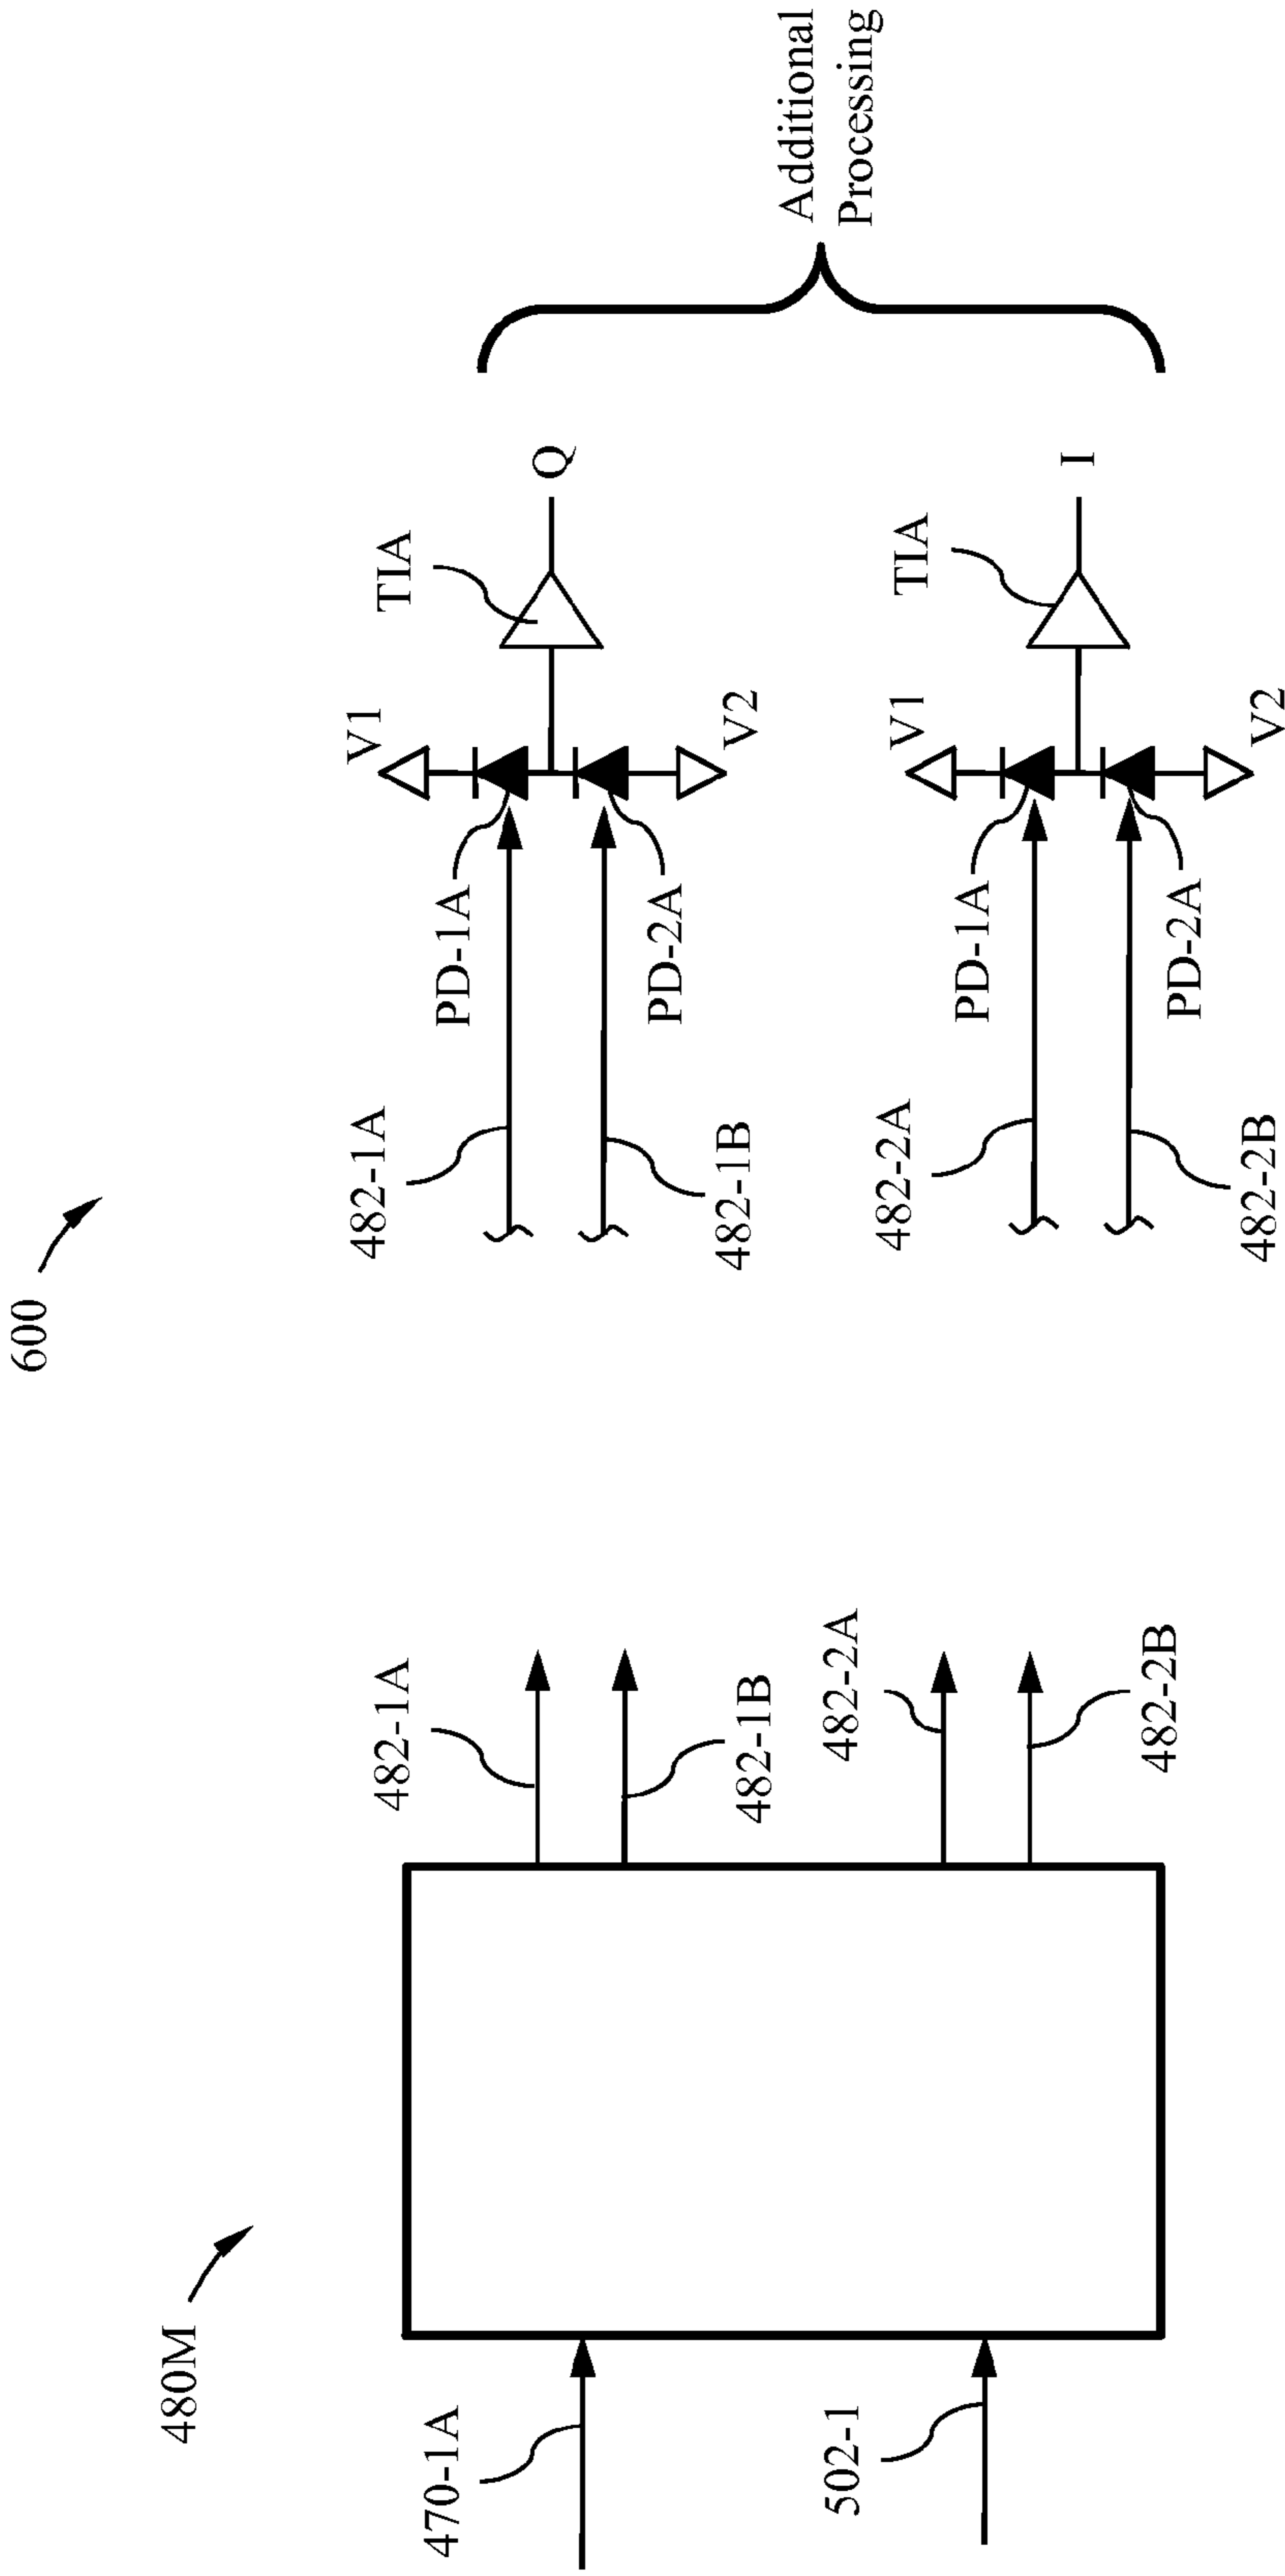 600
480M
470-1A
502-1
482-1A
482-1B
482-2A
482-2B
482-1A
482-1B
PD-1A
PD-2A
V1
V2
TIA
Q
482-2A
482-2B
PD-1A
PD-2A
V1
V2
TIA
I
Additional
Processing